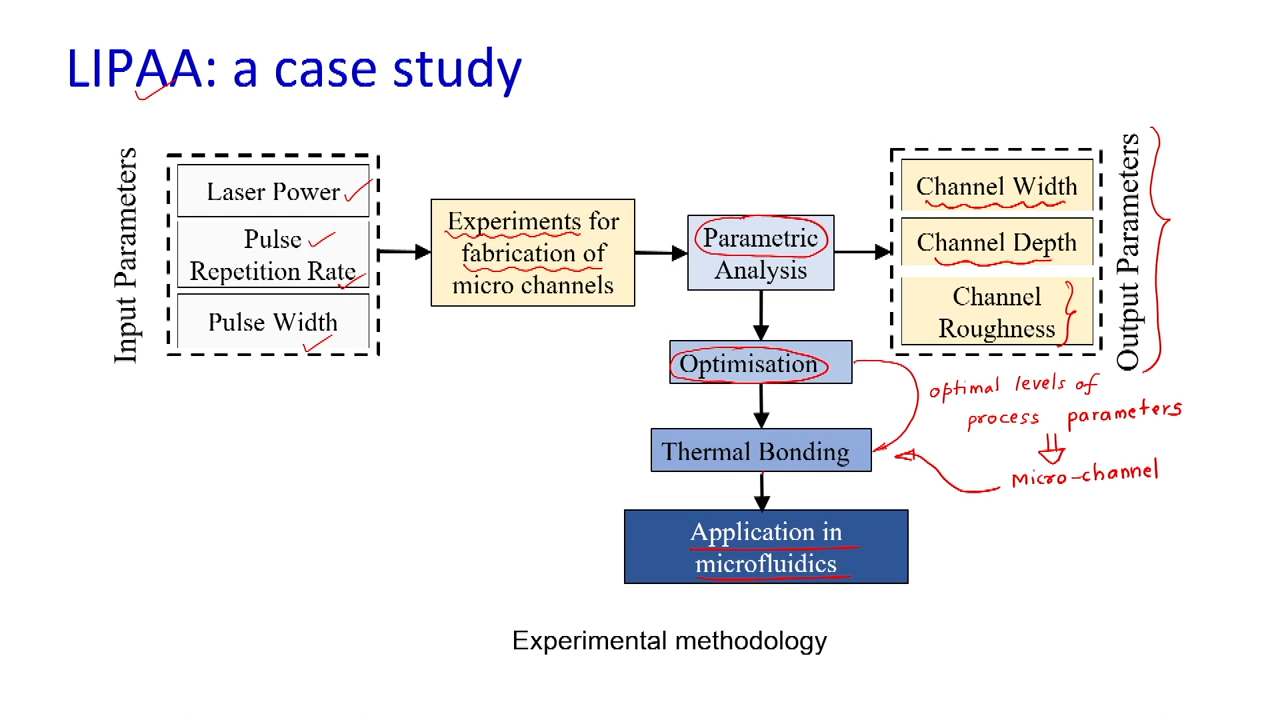 LIPAA: a case study
Input Parameters
Laser Power
Pulse
Repetition Rate
Pulse Width
Experiments for
fabrication of
micro channels
Parametric
Analysis
Channel Width
Channel Depth
Channel
Roughness
Output Parameters
Optimisation
optimal levels of
process parameters
Micro-channel
Thermal Bonding
Application in
microfluidics
Experimental methodology